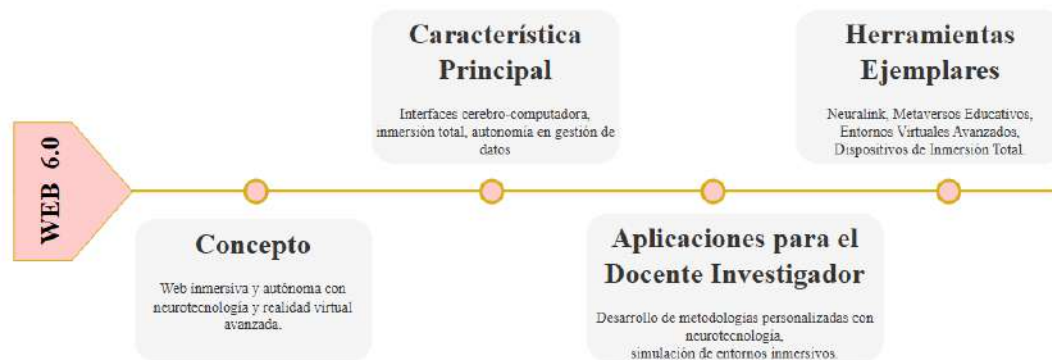 WEB 6.0
Concepto
Web inmersiva y autónoma con
neurotecnología y realidad virtual
avanzada.
Característica
Principal
Interfaces cerebro-computadora,
inmersión total, autonomía en gestión de
datos
Aplicaciones para el
Docente Investigador
Desarrollo de metodologías personalizadas con
neurotecnología,
simulación de entornos inmersivos.
Herramientas
Ejemplares
Neuralink, Metaversos Educativos,
Entornos Virtuales Avanzados,
Dispositivos de Inmersión Total.